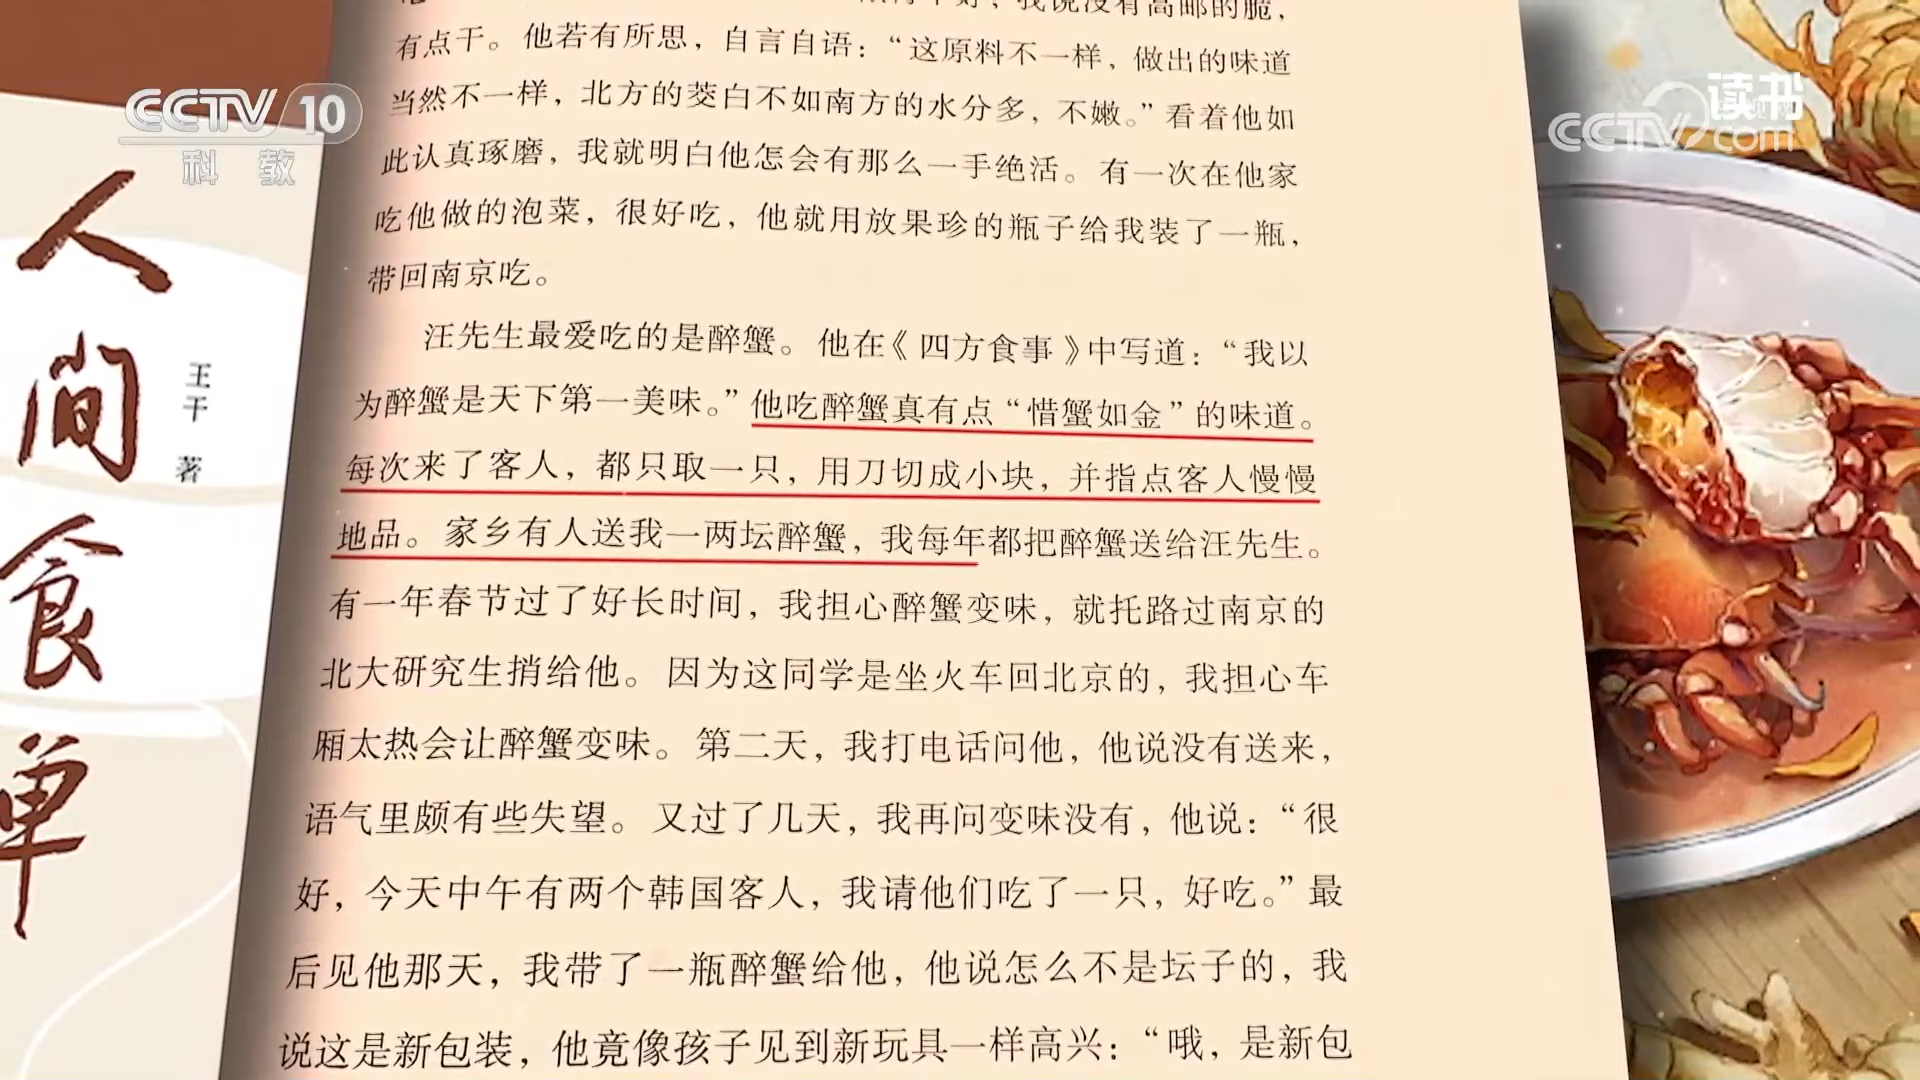 CCTV 10
科教
读书
CCTV.com
人间食单
王干 著
有点干。他若有所思，自言自语：“这原料不一样，做出的味道
当然不一样，北方的茭白不如南方的水分多，不嫩。”看着他如
此认真琢磨，我就明白他怎会有那么一手绝活。有一次在他家
吃他做的泡菜，很好吃，他就用放果珍的瓶子给我装了一瓶，
带回南京吃。
汪先生最爱吃的是醉蟹。他在《四方食事》中写道：“我以
为醉蟹是天下第一美味。”他吃醉蟹真有点“惜蟹如金”的味道。
每次来了客人，都只取一只，用刀切成小块，并指点客人慢慢
地品。家乡有人送我一两坛醉蟹，我每年都把醉蟹送给汪先生。
有一年春节过了好长时间，我担心醉蟹变味，就托路过南京的
北大研究生捎给他。因为这同学是坐火车回北京的，我担心车
厢太热会让醉蟹变味。第二天，我打电话问他，他说没有送来，
语气里颇有些失望。又过了几天，我再问变味没有，他说：“很
好，今天中午有两个韩国客人，我请他们吃了一只，好吃。”最
后见他那天，我带了一瓶醉蟹给他，他说怎么不是坛子的，我
说这是新包装，他竟像孩子见到新玩具一样高兴：“哦，是新包